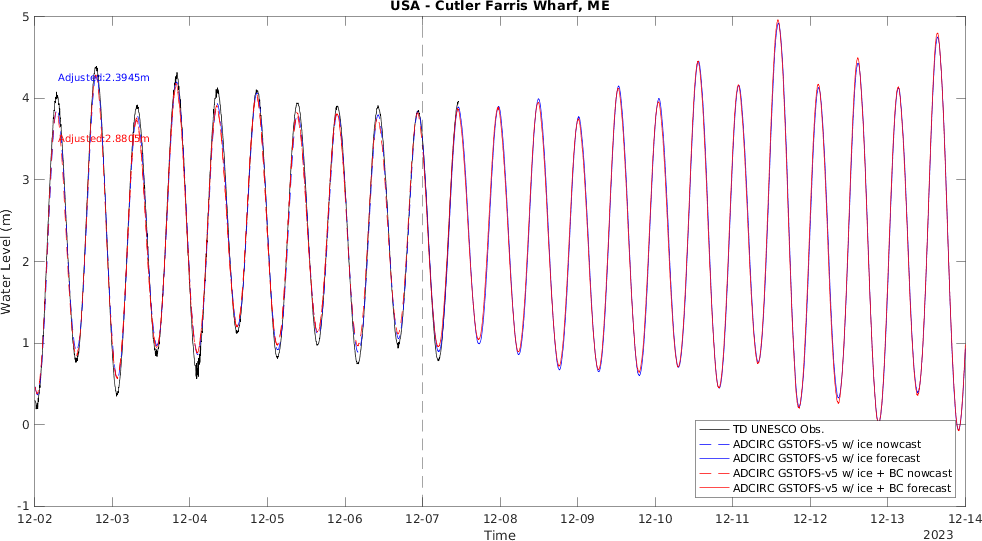 USA - Cutler Farris Wharf, ME
5
4
3
2
1
0
-1
Water Level (m)
Adjusted:2.3945m
Adjusted:2.8805m
TD UNESCO Obs.
ADCIRC GSTOFS-v5 w/ ice nowcast
ADCIRC GSTOFS-v5 w/ ice forecast
ADCIRC GSTOFS-v5 w/ ice + BC nowcast
ADCIRC GSTOFS-v5 w/ ice + BC forecast
12-02 12-03 12-04 12-05 12-06 12-07 12-08 12-09 12-10 12-11 12-12 12-13 12-14
Time
2023